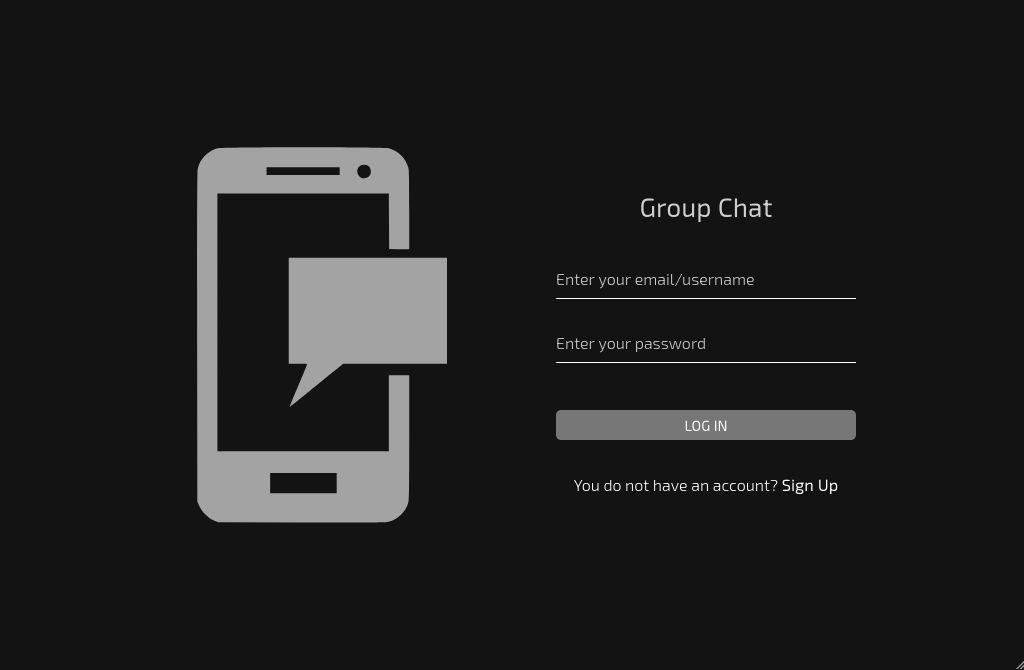 Group Chat
Enter your email/username
Enter your password
LOG IN
You do not have an account? Sign Up